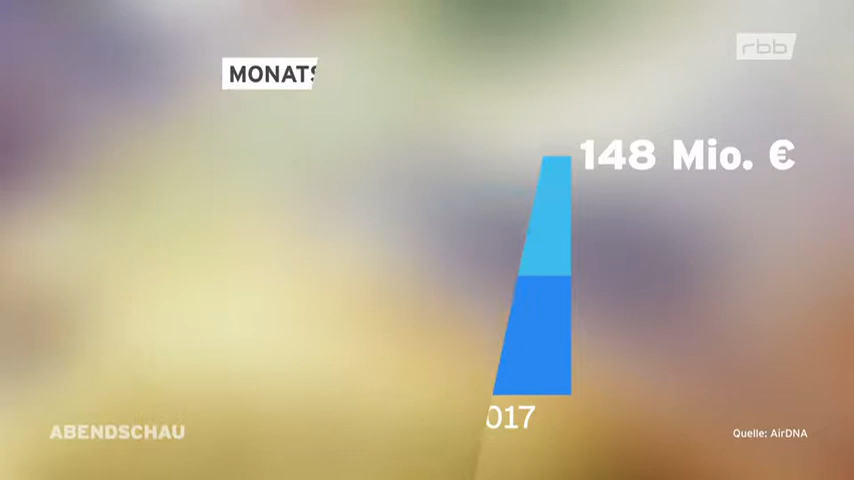 rbb
MONATS
148 Mio. €
017
ABENDSCHAU
Quelle: AirDNA